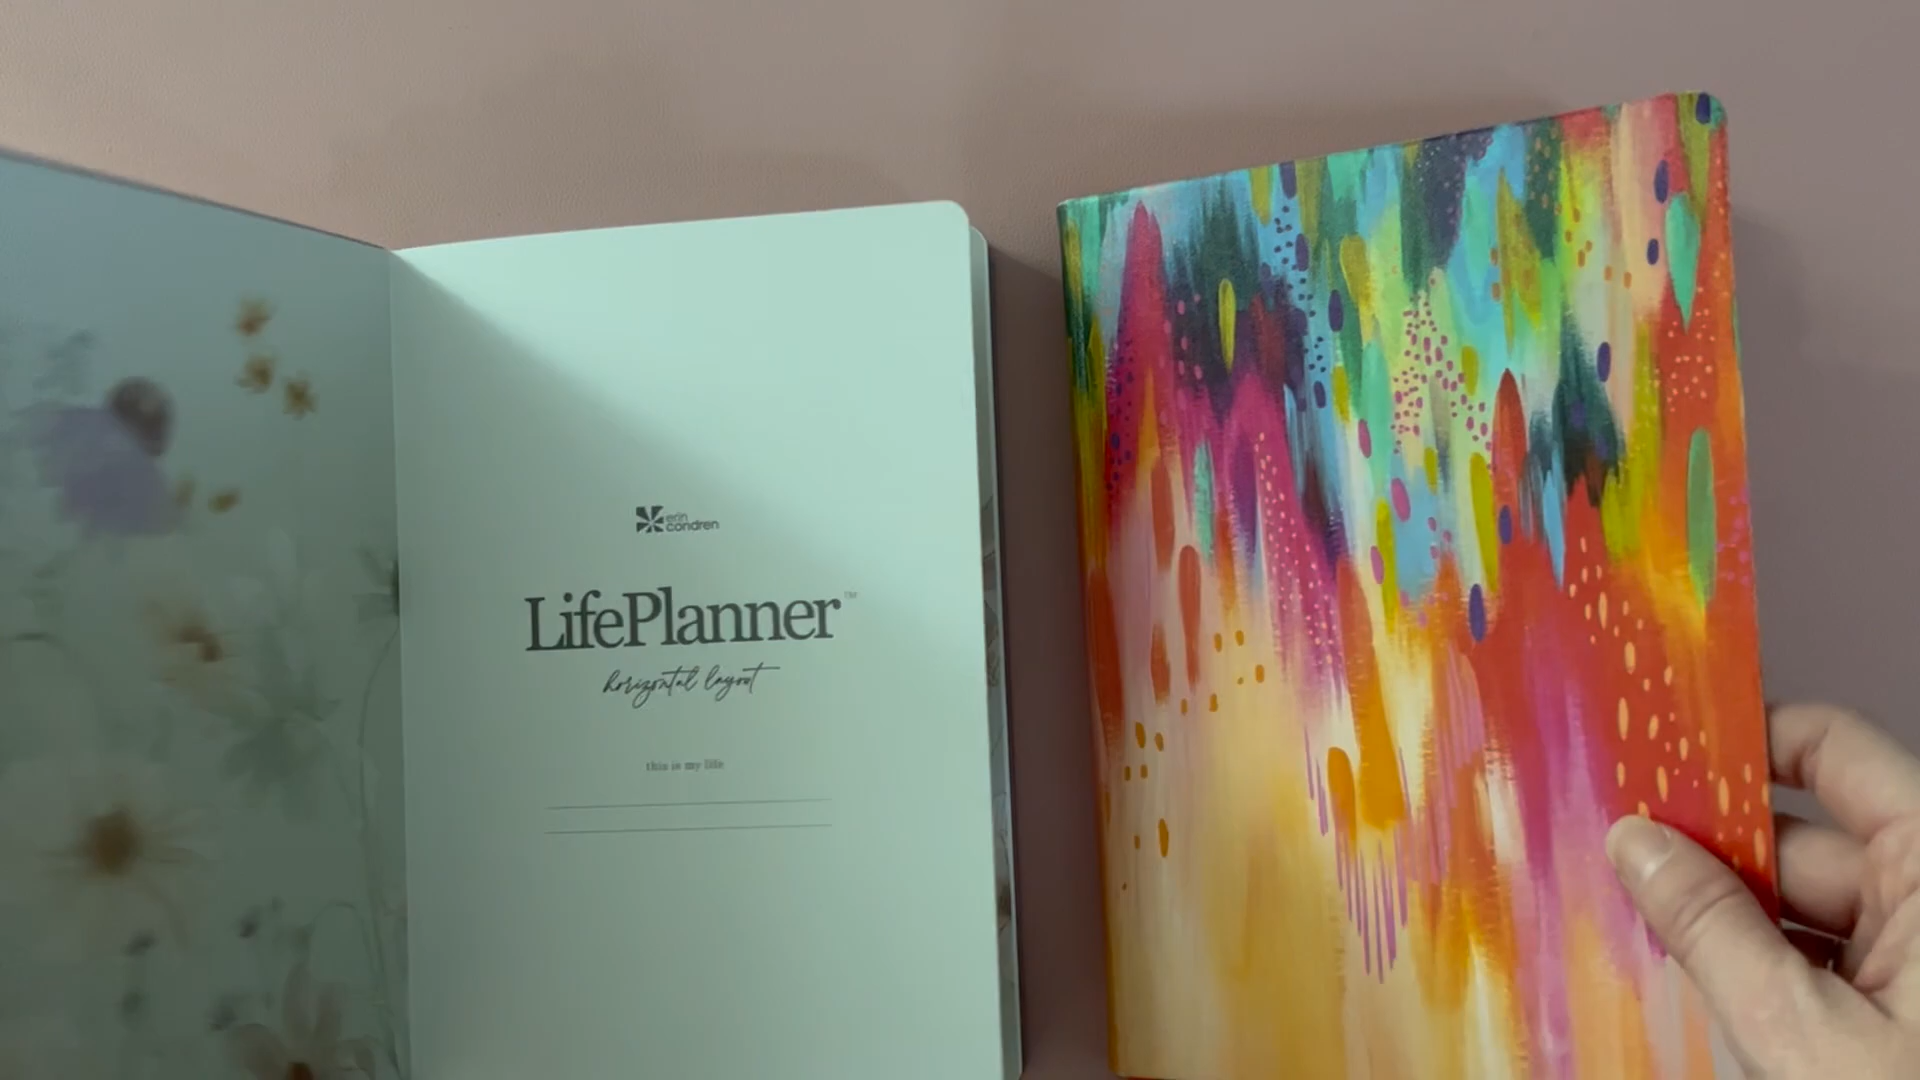 erin
condren
LifePlanner™
horizontal layout
this is my life